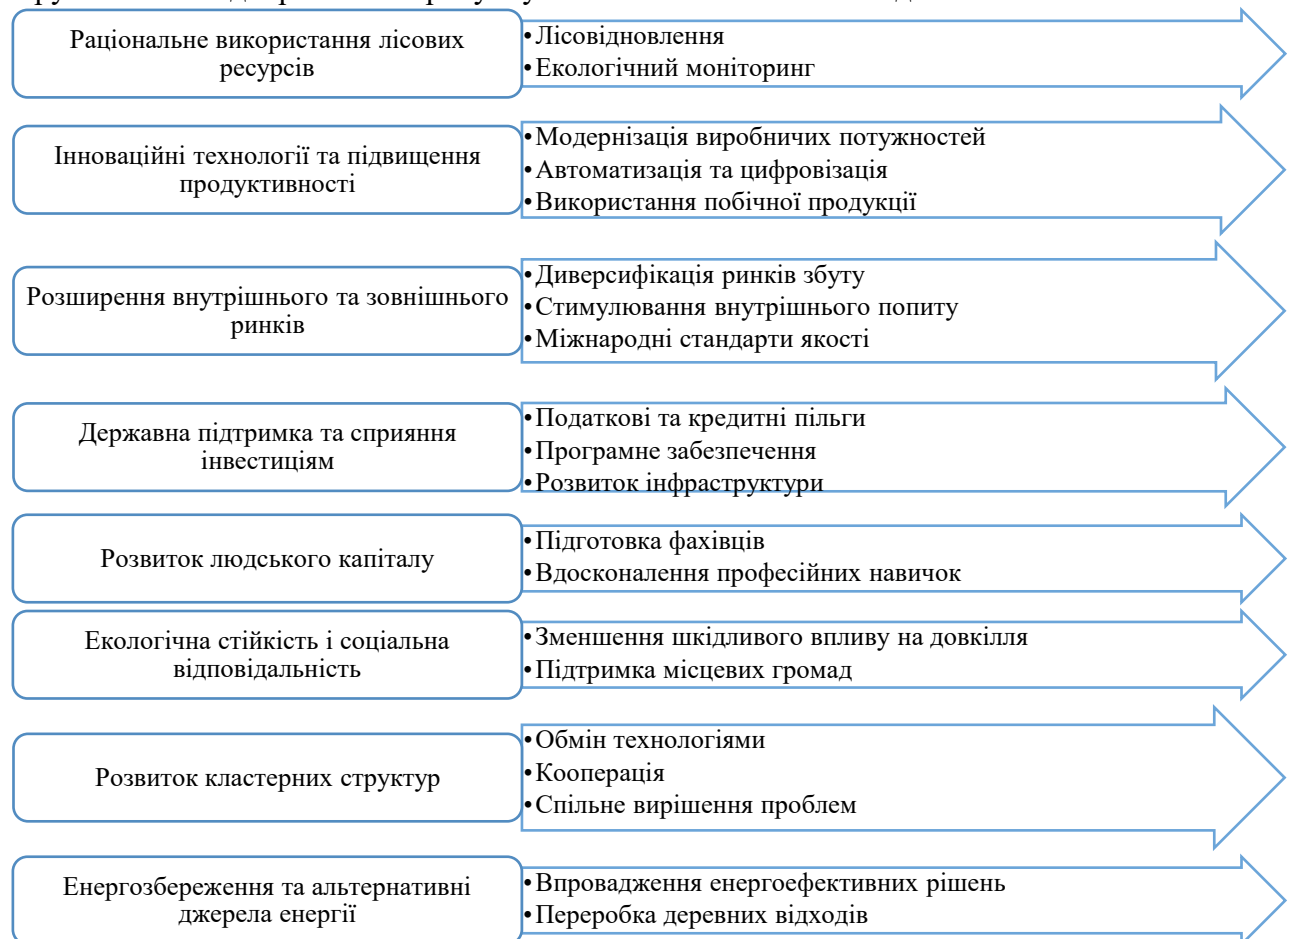 Раціональне використання лісових
ресурсів
•Лісовідновлення
•Екологічний моніторинг
Інноваційні технології та підвищення
продуктивності
•Модернізація виробничих потужностей
•Автоматизація та цифровізація
•Використання побічної продукції
Розширення внутрішнього та зовнішнього
ринків
•Диверсифікація ринків збуту
•Стимулювання внутрішнього попиту
•Міжнародні стандарти якості
Державна підтримка та сприяння
інвестиціям
•Податкові та кредитні пільги
•Програмне забезпечення
•Розвиток інфраструктури
Розвиток людського капіталу
•Підготовка фахівців
•Вдосконалення професійних навичок
Екологічна стійкість і соціальна
відповідальність
•Зменшення шкідливого впливу на довкілля
•Підтримка місцевих громад
Розвиток кластерних структур
•Обмін технологіями
•Кооперація
•Спільне вирішення проблем
Енергозбереження та альтернативні
джерела енергії
•Впровадження енергоефективних рішень
•Переробка деревних відходів